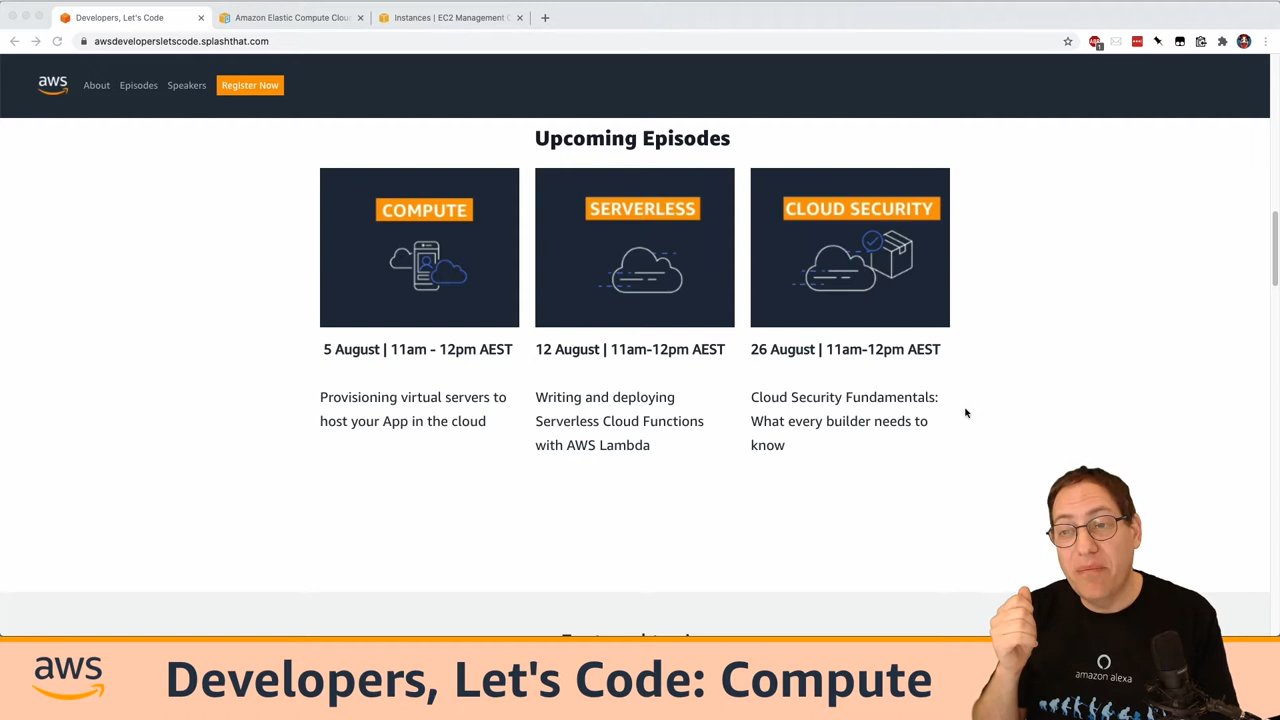 Developers, Let's Code
Amazon Elastic Compute Clou
Instances | EC2 Management C
awsdevelopersletscode.splashthat.com
1
aws
About
Episodes
Speakers
Register Now
Upcoming Episodes
COMPUTE
SERVERLESS
CLOUD SECURITY
5 August | 11am - 12pm AEST
12 August | 11am-12pm AEST
26 August | 11am-12pm AEST
Provisioning virtual servers to
host your App in the cloud
Writing and deploying
Serverless Cloud Functions
with AWS Lambda
Cloud Security Fundamentals:
What every builder needs to
know
amazon alexa
aws
Developers, Let's Code: Compute